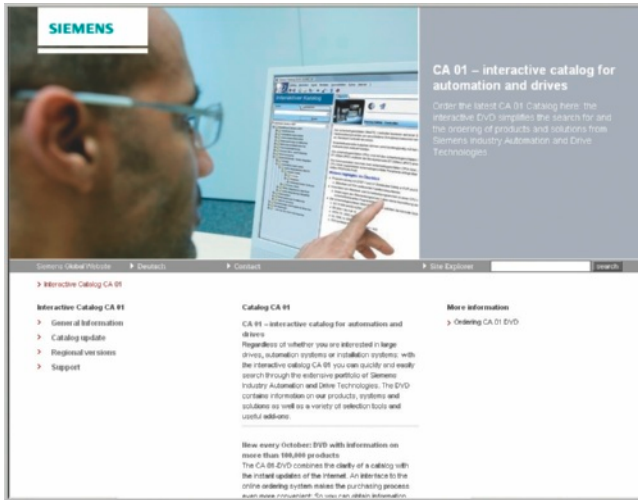 SIEMENS
CA 01 – interactive catalog for
automation and drives
Order the latest CA 01 Catalog here: the
interactive DVD simplifies the search for and
the ordering of products and solutions from
Siemens Industry Automation and Drive
Technologies
Siemens Global Website
Deutsch
Contact
Site Explorer
search
> Interactive Catalog CA 01
Interactive Catalog CA 01
> General Information
> Catalog update
> Regional versions
> Support
Catalog CA 01
CA 01 – interactive catalog for automation and
drives
Regardless of whether you are interested in large
drives, automation systems or installation systems: with
the interactive catalog CA 01 you can quickly and easily
search through the extensive portfolio of Siemens
Industry Automation and Drive Technologies. The DVD
contains information on our products, systems and
solutions as well as a variety of selection tools and
useful add-ons.
Now every October: DVD with information on
more than 100,000 products
The CA 01-DVD combines the clarity of a catalog with
the instant updates of the Internet. An interface to the
online ordering system makes the purchasing process
even more convenient: So you can obtain information
More information
> Ordering CA 01 DVD